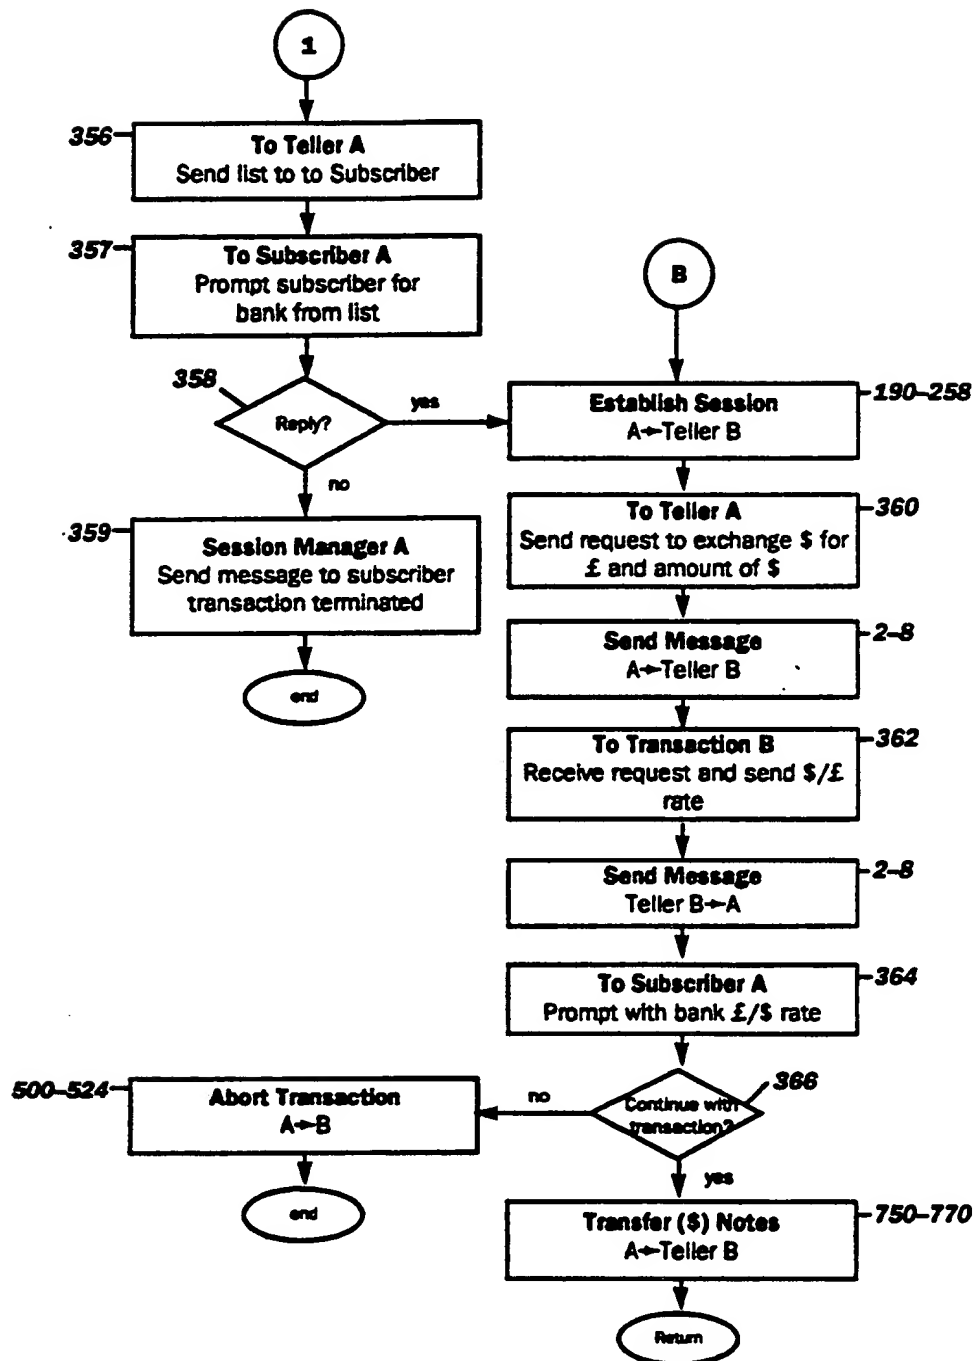 1
356
To Teller A
Send list to to Subscriber
357
To Subscriber A
Prompt subscriber for
bank from list
358
Reply?
yes
no
359
Session Manager A
Send message to subscriber
transaction terminated
end
B
Establish Session
A→Teller B
190–258
To Teller A
Send request to exchange $ for
£ and amount of $
360
Send Message
A→Teller B
2–8
To Transaction B
Receive request and send $/£
rate
362
Send Message
Teller B→A
2–8
To Subscriber A
Prompt with bank £/$ rate
364
Continue with
transaction?
366
no
500–524
Abort Transaction
A→B
end
yes
Transfer ($) Notes
A→Teller B
750–770
Return